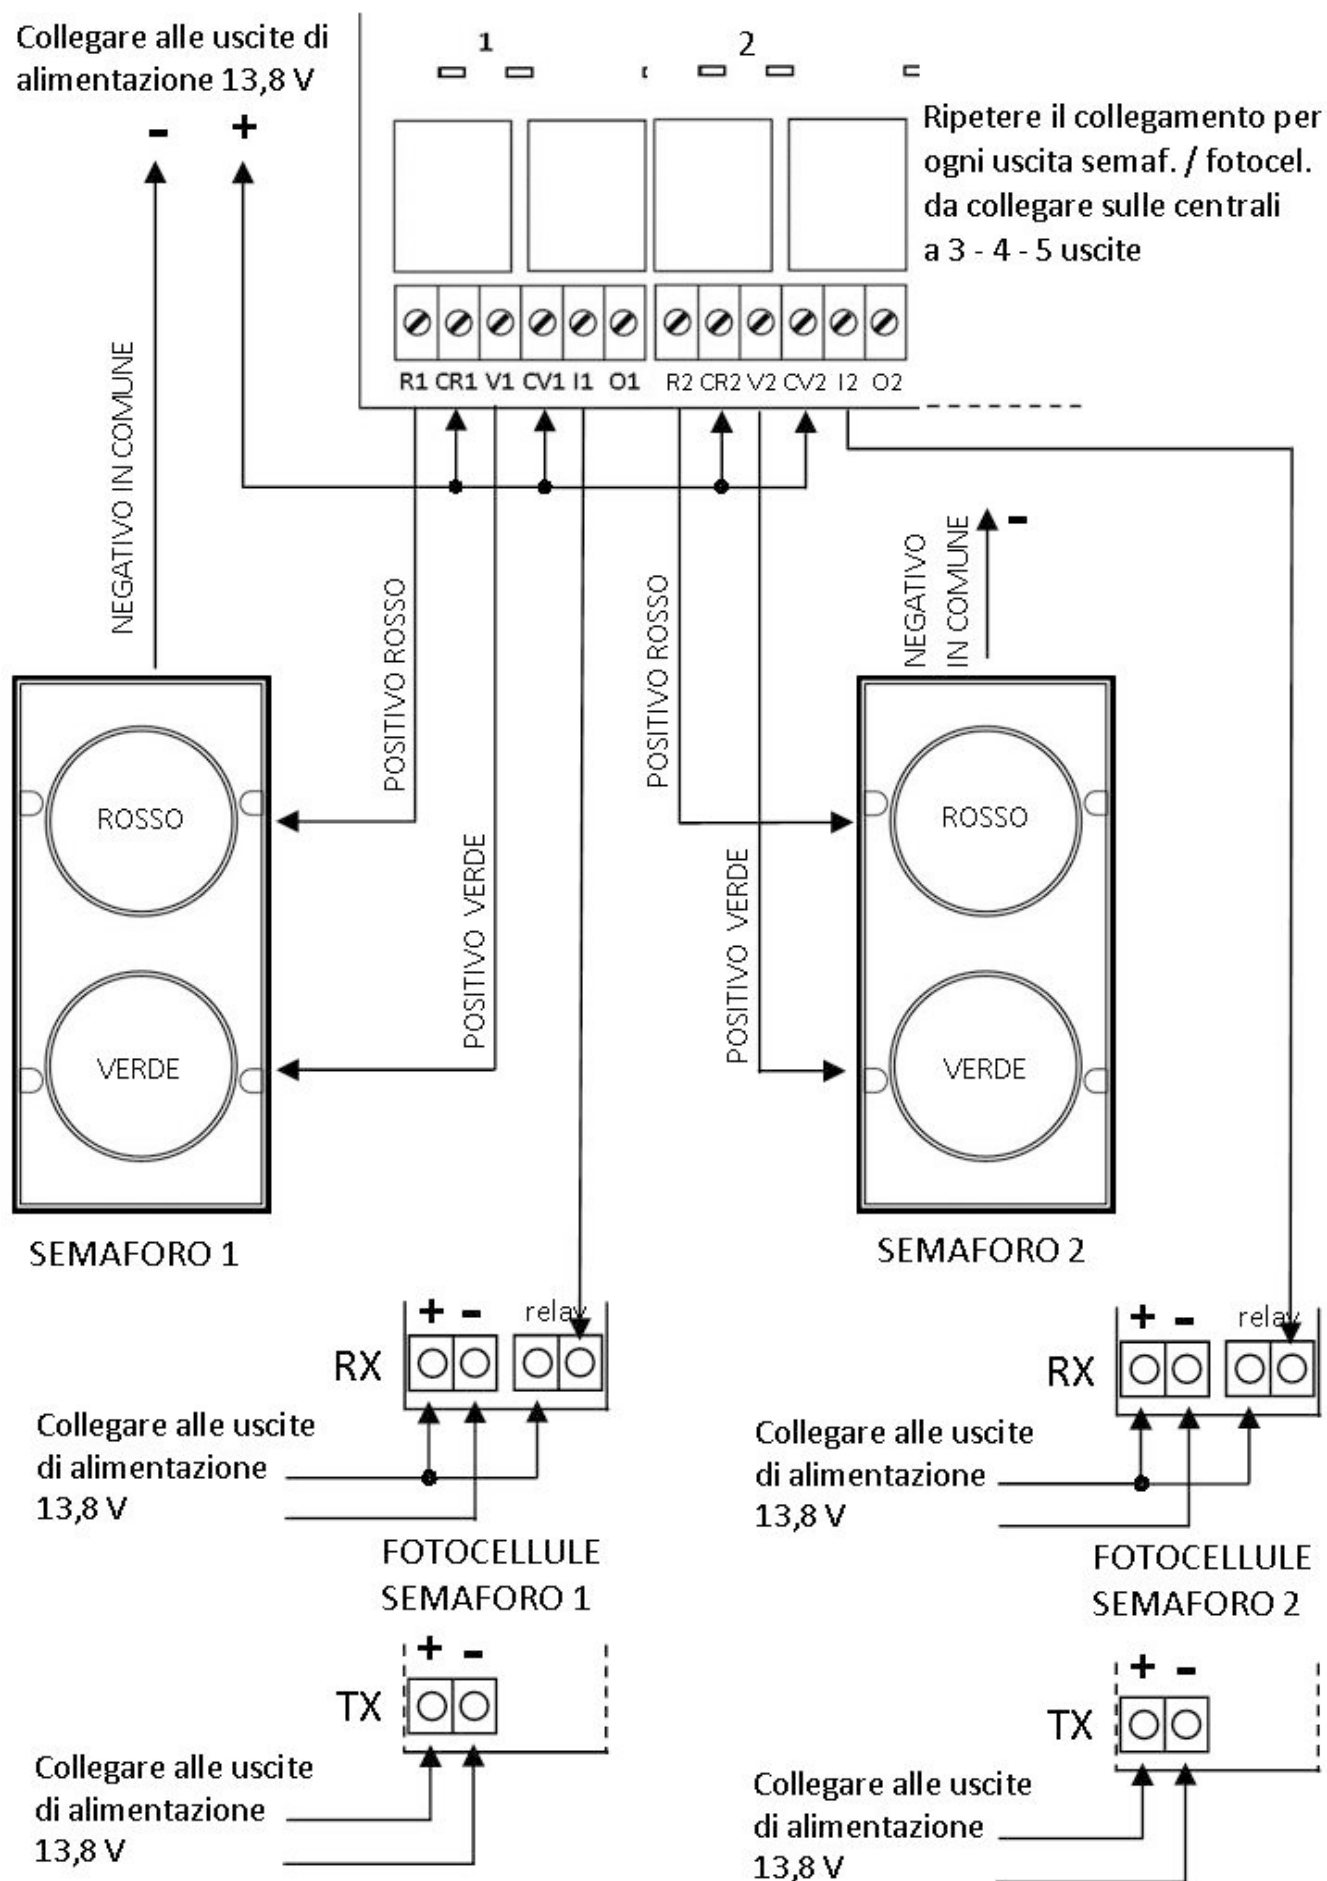 Collegare alle uscite di
alimentazione 13,8 V
- +
1
2
Ripetere il collegamento per
ogni uscita semaf. / fotocel.
da collegare sulle centrali
a 3 - 4 - 5 uscite
R1 CR1 V1 CV1 I1 O1
R2 CR2 V2 CV2 I2 O2
NEGATIVO IN COMUNE
POSITIVO ROSSO
POSITIVO VERDE
POSITIVO ROSSO
POSITIVO VERDE
NEGATIVO
IN COMUNE
-
ROSSO
VERDE
SEMAFORO 1
ROSSO
VERDE
SEMAFORO 2
+ - relay
RX
Collegare alle uscite
di alimentazione
13,8 V
FOTOCELLULE
SEMAFORO 1
+ -
TX
Collegare alle uscite
di alimentazione
13,8 V
+ - relay
RX
Collegare alle uscite
di alimentazione
13,8 V
FOTOCELLULE
SEMAFORO 2
+ -
TX
Collegare alle uscite
di alimentazione
13,8 V